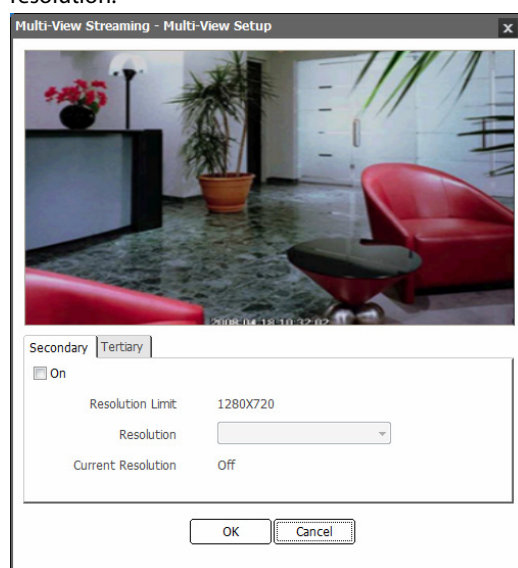 resolution.
Multi-View Streaming - Multi-View Setup x
2008-04-18 10:32:02
Secondary Tertiary
On
Resolution Limit 1280X720
Resolution
Current Resolution Off
OK Cancel